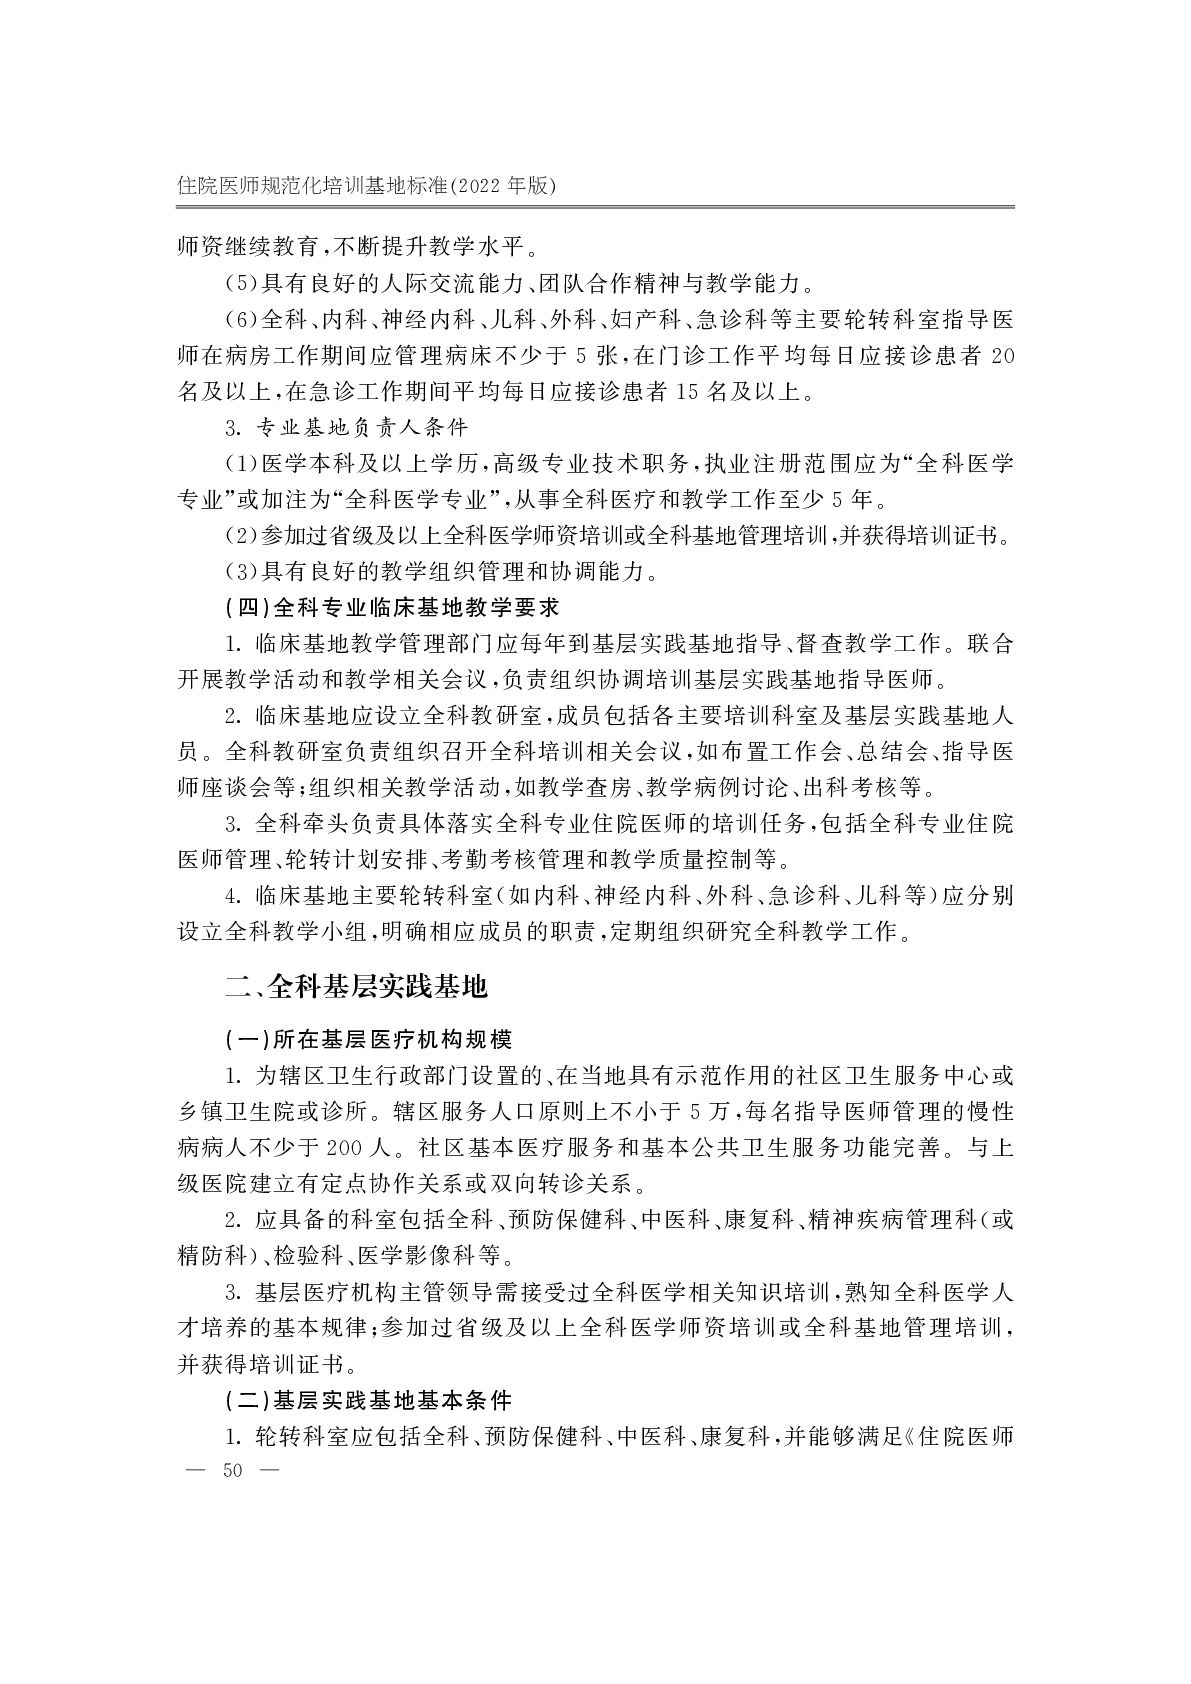 住院医师规范化培训基地标准(2022 年版)
师资继续教育,不断提升教学水平。
(5)具有良好的人际交流能力、团队合作精神与教学能力。
(6)全科、内科、神经内科、儿科、外科、妇产科、急诊科等主要轮转科室指导医
师在病房工作期间应管理病床不少于 5 张,在门诊工作平均每日应接诊患者 20
名及以上,在急诊工作期间平均每日应接诊患者 15 名及以上。
3. 专业基地负责人条件
(1)医学本科及以上学历,高级专业技术职务,执业注册范围应为“全科医学
专业”或加注为“全科医学专业”,从事全科医疗和教学工作至少 5 年。
(2)参加过省级及以上全科医学师资培训或全科基地管理培训,并获得培训证书。
(3)具有良好的教学组织管理和协调能力。
(四)全科专业临床基地教学要求
1. 临床基地教学管理部门应每年到基层实践基地指导、督查教学工作。联合
开展教学活动和教学相关会议,负责组织协调培训基层实践基地指导医师。
2. 临床基地应设立全科教研室,成员包括各主要培训科室及基层实践基地人
员。全科教研室负责组织召开全科培训相关会议,如布置工作会、总结会、指导医
师座谈会等;组织相关教学活动,如教学查房、教学病例讨论、出科考核等。
3. 全科牵头负责具体落实全科专业住院医师的培训任务,包括全科专业住院
医师管理、轮转计划安排、考勤考核管理和教学质量控制等。
4. 临床基地主要轮转科室(如内科、神经内科、外科、急诊科、儿科等)应分别
设立全科教学小组,明确相应成员的职责,定期组织研究全科教学工作。
二、全科基层实践基地
(一)所在基层医疗机构规模
1. 为辖区卫生行政部门设置的、在当地具有示范作用的社区卫生服务中心或
乡镇卫生院或诊所。辖区服务人口原则上不小于 5 万,每名指导医师管理的慢性
病病人不少于 200 人。社区基本医疗服务和基本公共卫生服务功能完善。与上
级医院建立有定点协作关系或双向转诊关系。
2. 应具备的科室包括全科、预防保健科、中医科、康复科、精神疾病管理科(或
精防科)、检验科、医学影像科等。
3. 基层医疗机构主管领导需接受过全科医学相关知识培训,熟知全科医学人
才培养的基本规律;参加过省级及以上全科医学师资培训或全科基地管理培训,
并获得培训证书。
(二)基层实践基地基本条件
1. 轮转科室应包括全科、预防保健科、中医科、康复科,并能够满足《住院医师
— 50 —